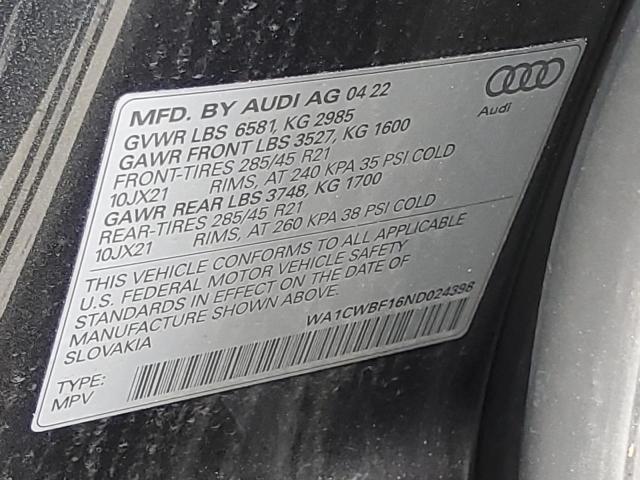 MFD. BY AUDI AG 04 22
GVWR LBS 6581, KG 2985
GAWR FRONT LBS 3527, KG 1600
FRONT-TIRES 285/45 R21
10JX21 RIMS, AT 240 KPA 35 PSI COLD
GAWR REAR LBS 3748, KG 1700
REAR-TIRES 285/45 R21
10JX21 RIMS, AT 260 KPA 38 PSI COLD
Audi
THIS VEHICLE CONFORMS TO ALL APPLICABLE
U.S. FEDERAL MOTOR VEHICLE SAFETY
STANDARDS IN EFFECT ON THE DATE OF
MANUFACTURE SHOWN ABOVE.
SLOVAKIA
WA1CWBF16ND024398
TYPE:
MPV